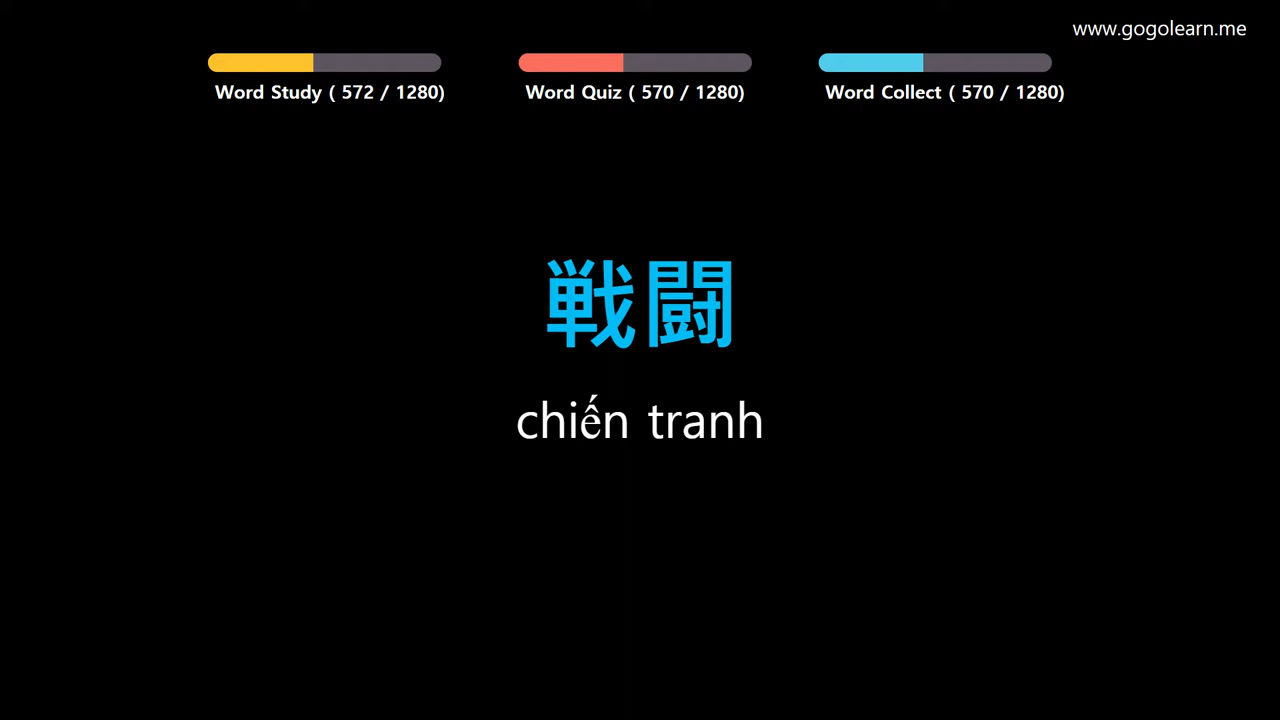 www.gogolearn.me
Word Study ( 572 / 1280)
Word Quiz ( 570 / 1280)
Word Collect ( 570 / 1280)
戦闘
chiến tranh